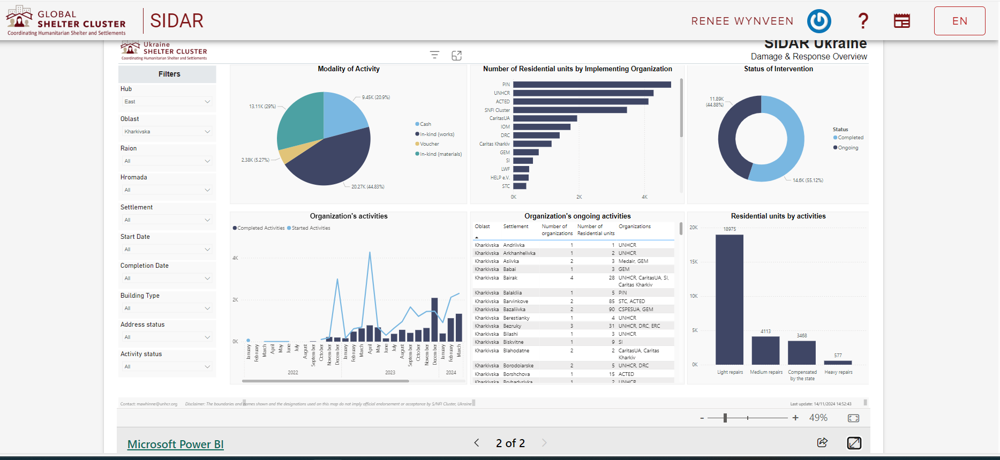 GLOBAL
SHELTER CLUSTER
Coordinating Humanitarian Shelter and Settlements
SIDAR
RENEE WYNVEEN
?
EN
Ukraine
SHELTER CLUSTER
Coordinating Humanitarian Shelter and Settlements
SIDAR Ukraine
Damage & Response Overview
Filters
Hub
East
Oblast
Kharkivska
Raion
All
Hromada
All
Settlement
All
Start Date
All
Completion Date
All
Building Type
All
Address status
All
Activity status
All
Modality of Activity
9.45K (20.9%)
13.11K (29%)
2.38K (5.27%)
20.27K (44.83%)
Cash
In-kind (works)
Voucher
In-kind (materials)
Number of Residential units by Implementing Organization
PIN
UNHCR
ACTED
SNFI Cluster
CaritasUA
IOM
DRC
Caritas Kharkiv
GEM
SI
LWF
HELP e.V.
STC
0K 2K 4K
Status of Intervention
11.89K
(44.88%)
14.6K (55.12%)
Status
Completed
Ongoing
Organization's activities
Completed Activities Started Activities
4K
2K
0K
January February March April May June July August September October November December January February March April May June July August September October November December January February March
2022 2023 2024
Organization's ongoing activities
Oblast Settlement Number of organizations Number of Residential units Organizations
Kharkivska Andriivka 1 1 UNHCR
Kharkivska Arkhanhelivka 1 2 UNHCR
Kharkivska Asiivka 2 3 Medair, GEM
Kharkivska Babai 1 3 GEM
Kharkivska Bairak 4 28 UNHCR, CaritasUA, SI,
Caritas Kharkiv
Kharkivska Balakliia 1 5 PIN
Kharkivska Barvinkove 2 85 STC, ACTED
Kharkivska Bazaliivka 2 90 CSPESUA, GEM
Kharkivska Berestianky 1 4 UNHCR
Kharkivska Bezruky 3 31 UNHCR, DRC, ERC
Kharkivska Bilashi 1 3 UNHCR
Kharkivska Biskvitne 1 9 SI
Kharkivska Blahodatne 2 2 CaritasUA, Caritas
Kharkiv
Kharkivska Borodoiarske 2 5 UNHCR, DRC
Kharkivska Borshchova 1 15 ACTED
Kharkivska Bryhadyrivka 1 2 UNHCR
Residential units by activities
20K
15K
10K
5K
0K
18975
4113
3468
577
Light repairs
Medium repairs
Compensated
by the state
Heavy repairs
Contact: mawhinne@unhcr.org Disclaimer: The boundaries and names shown and the designations used on this map do not imply official endorsement or acceptance by S/NFI Cluster, Ukraine
Last update: 14/11/2024 14:52:43
- + 49%
Microsoft Power BI
2 of 2